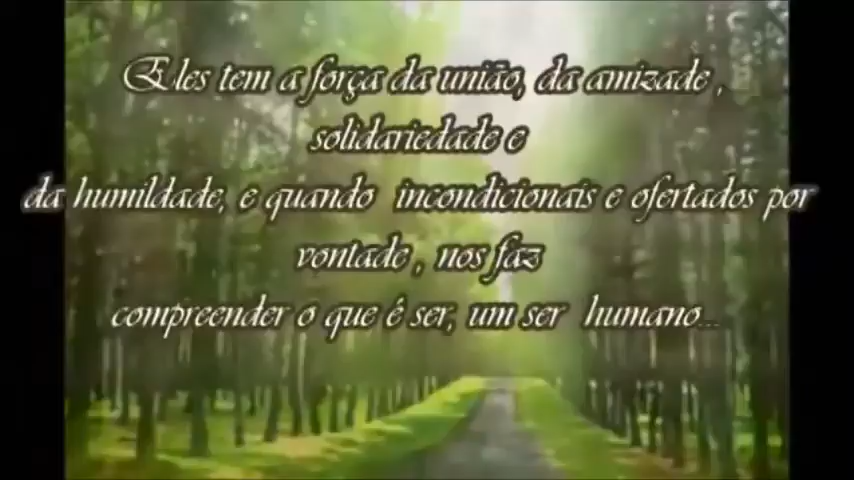 Eles tem a força da união, da amizade ,
solidariedade e
da humildade, e quando incondicionais e ofertados por
vontade , nos faz
compreender o que é ser, um ser humano...